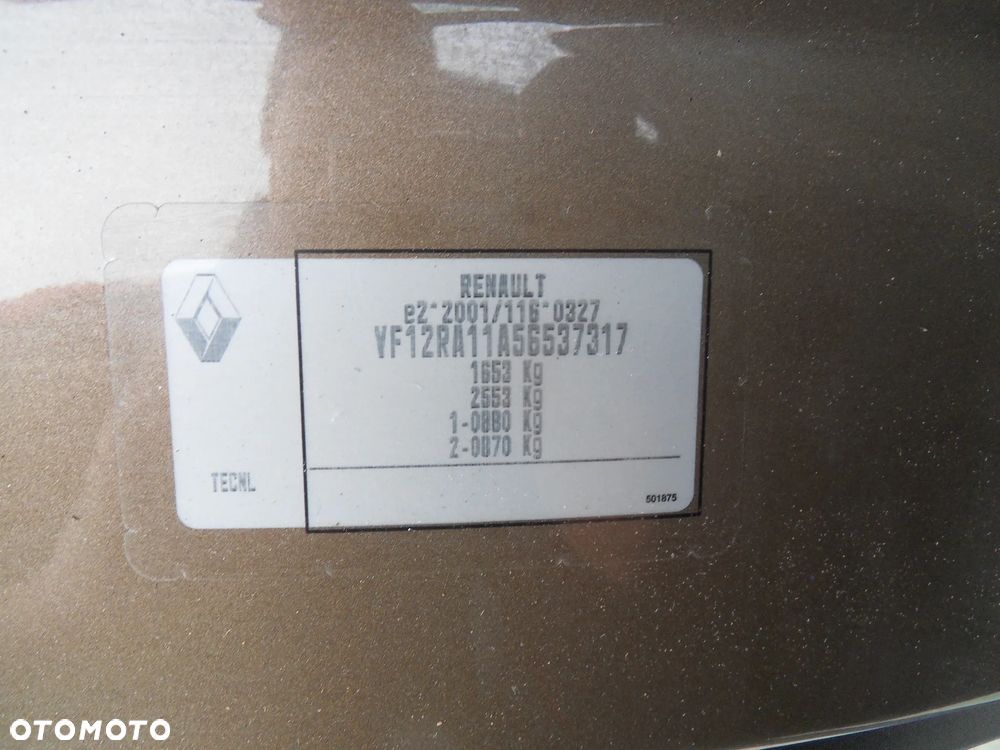 RENAULT
e2*2001/116*0327
VF12RA11A56537317
1653 Kg
2553 Kg
1-0880 Kg
2-0870 Kg
TECNL
501875
OTOMOTO